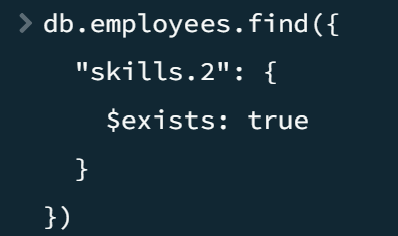 > db.employees.find({
"skills.2": {
$exists: true
}
})